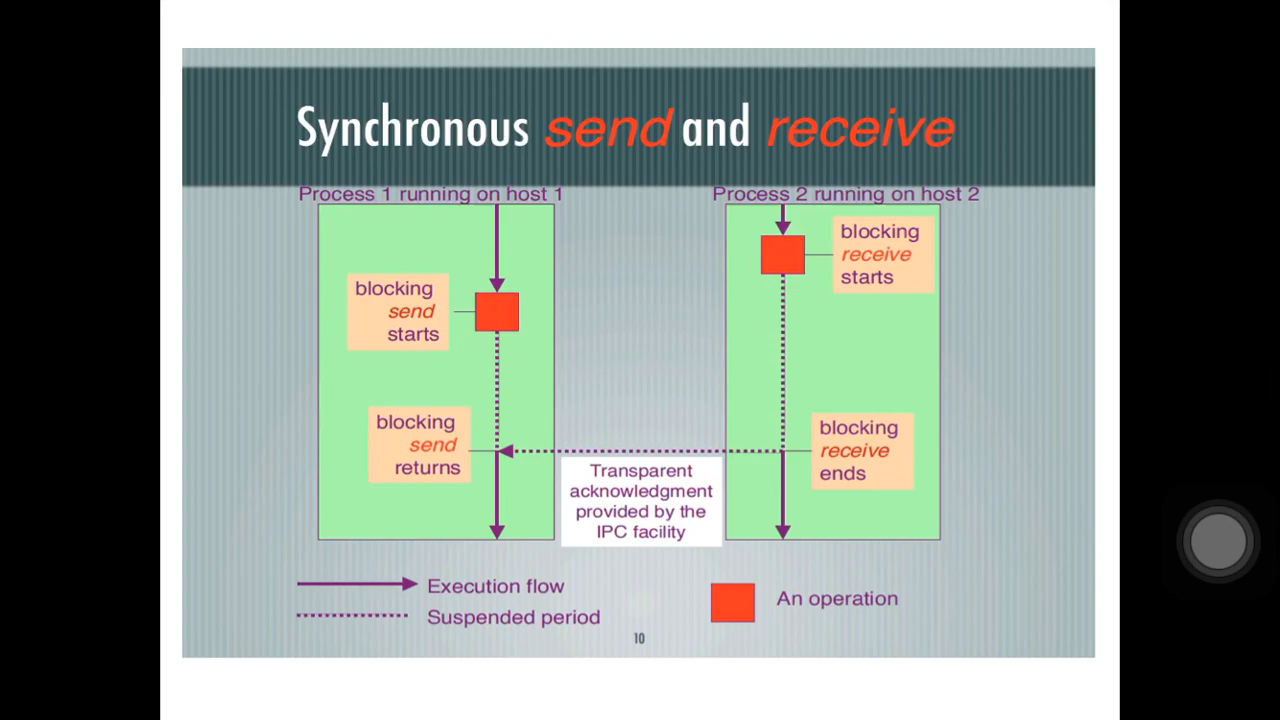 Synchronous send and receive
Process 1 running on host 1
Process 2 running on host 2
blocking
receive
starts
blocking
send
starts
blocking
send
returns
blocking
receive
ends
Transparent
acknowledgment
provided by the
IPC facility
Execution flow
Suspended period
An operation
10